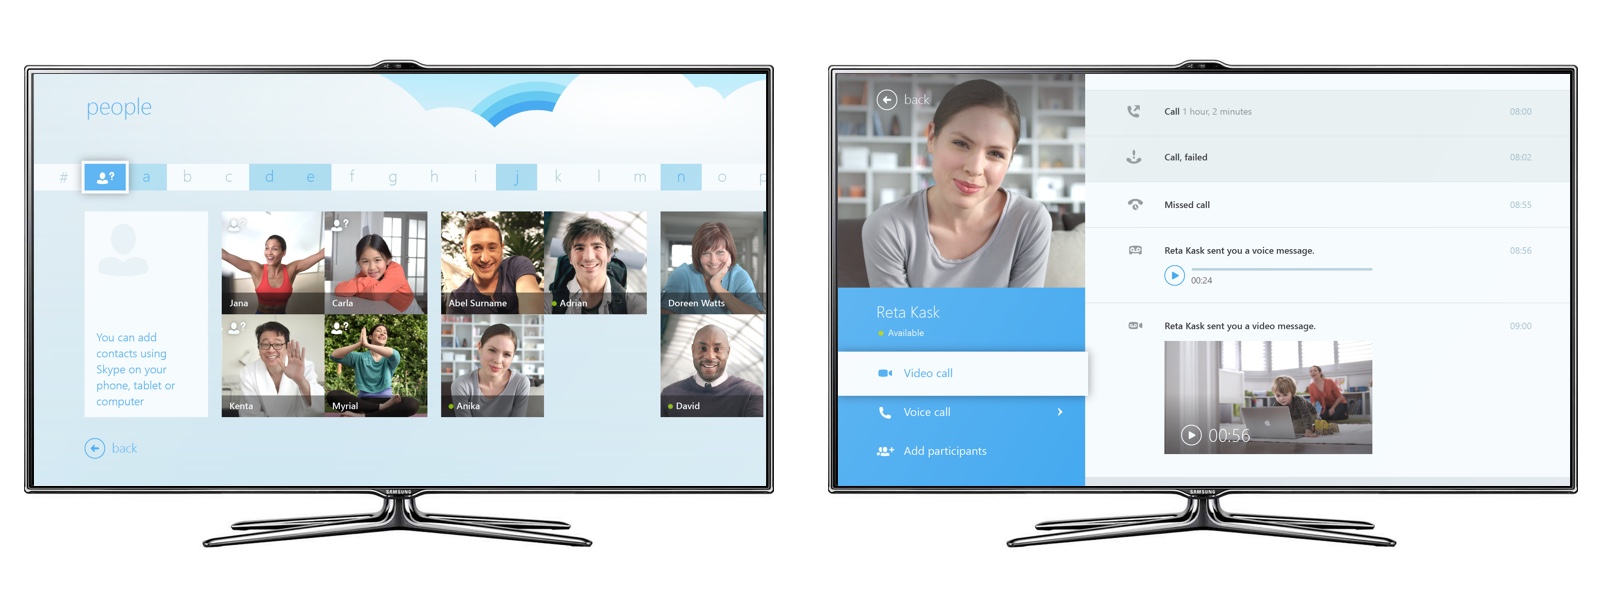 people
# a b c d e f g h i j k l m n o p
You can add
contacts using
Skype on your
phone, tablet or
computer
Jana
Carla
Abel Surname
Adrian
Doreen Watts
Kenta
Myrial
Anika
David
back
SAMSUNG
back
Reta Kask
Available
Video call
Voice call
Add participants
Call 1 hour, 2 minutes 08:00
Call, failed 08:02
Missed call 08:55
Reta Kask sent you a voice message. 08:56
00:24
Reta Kask sent you a video message. 09:00
00:56
SAMSUNG